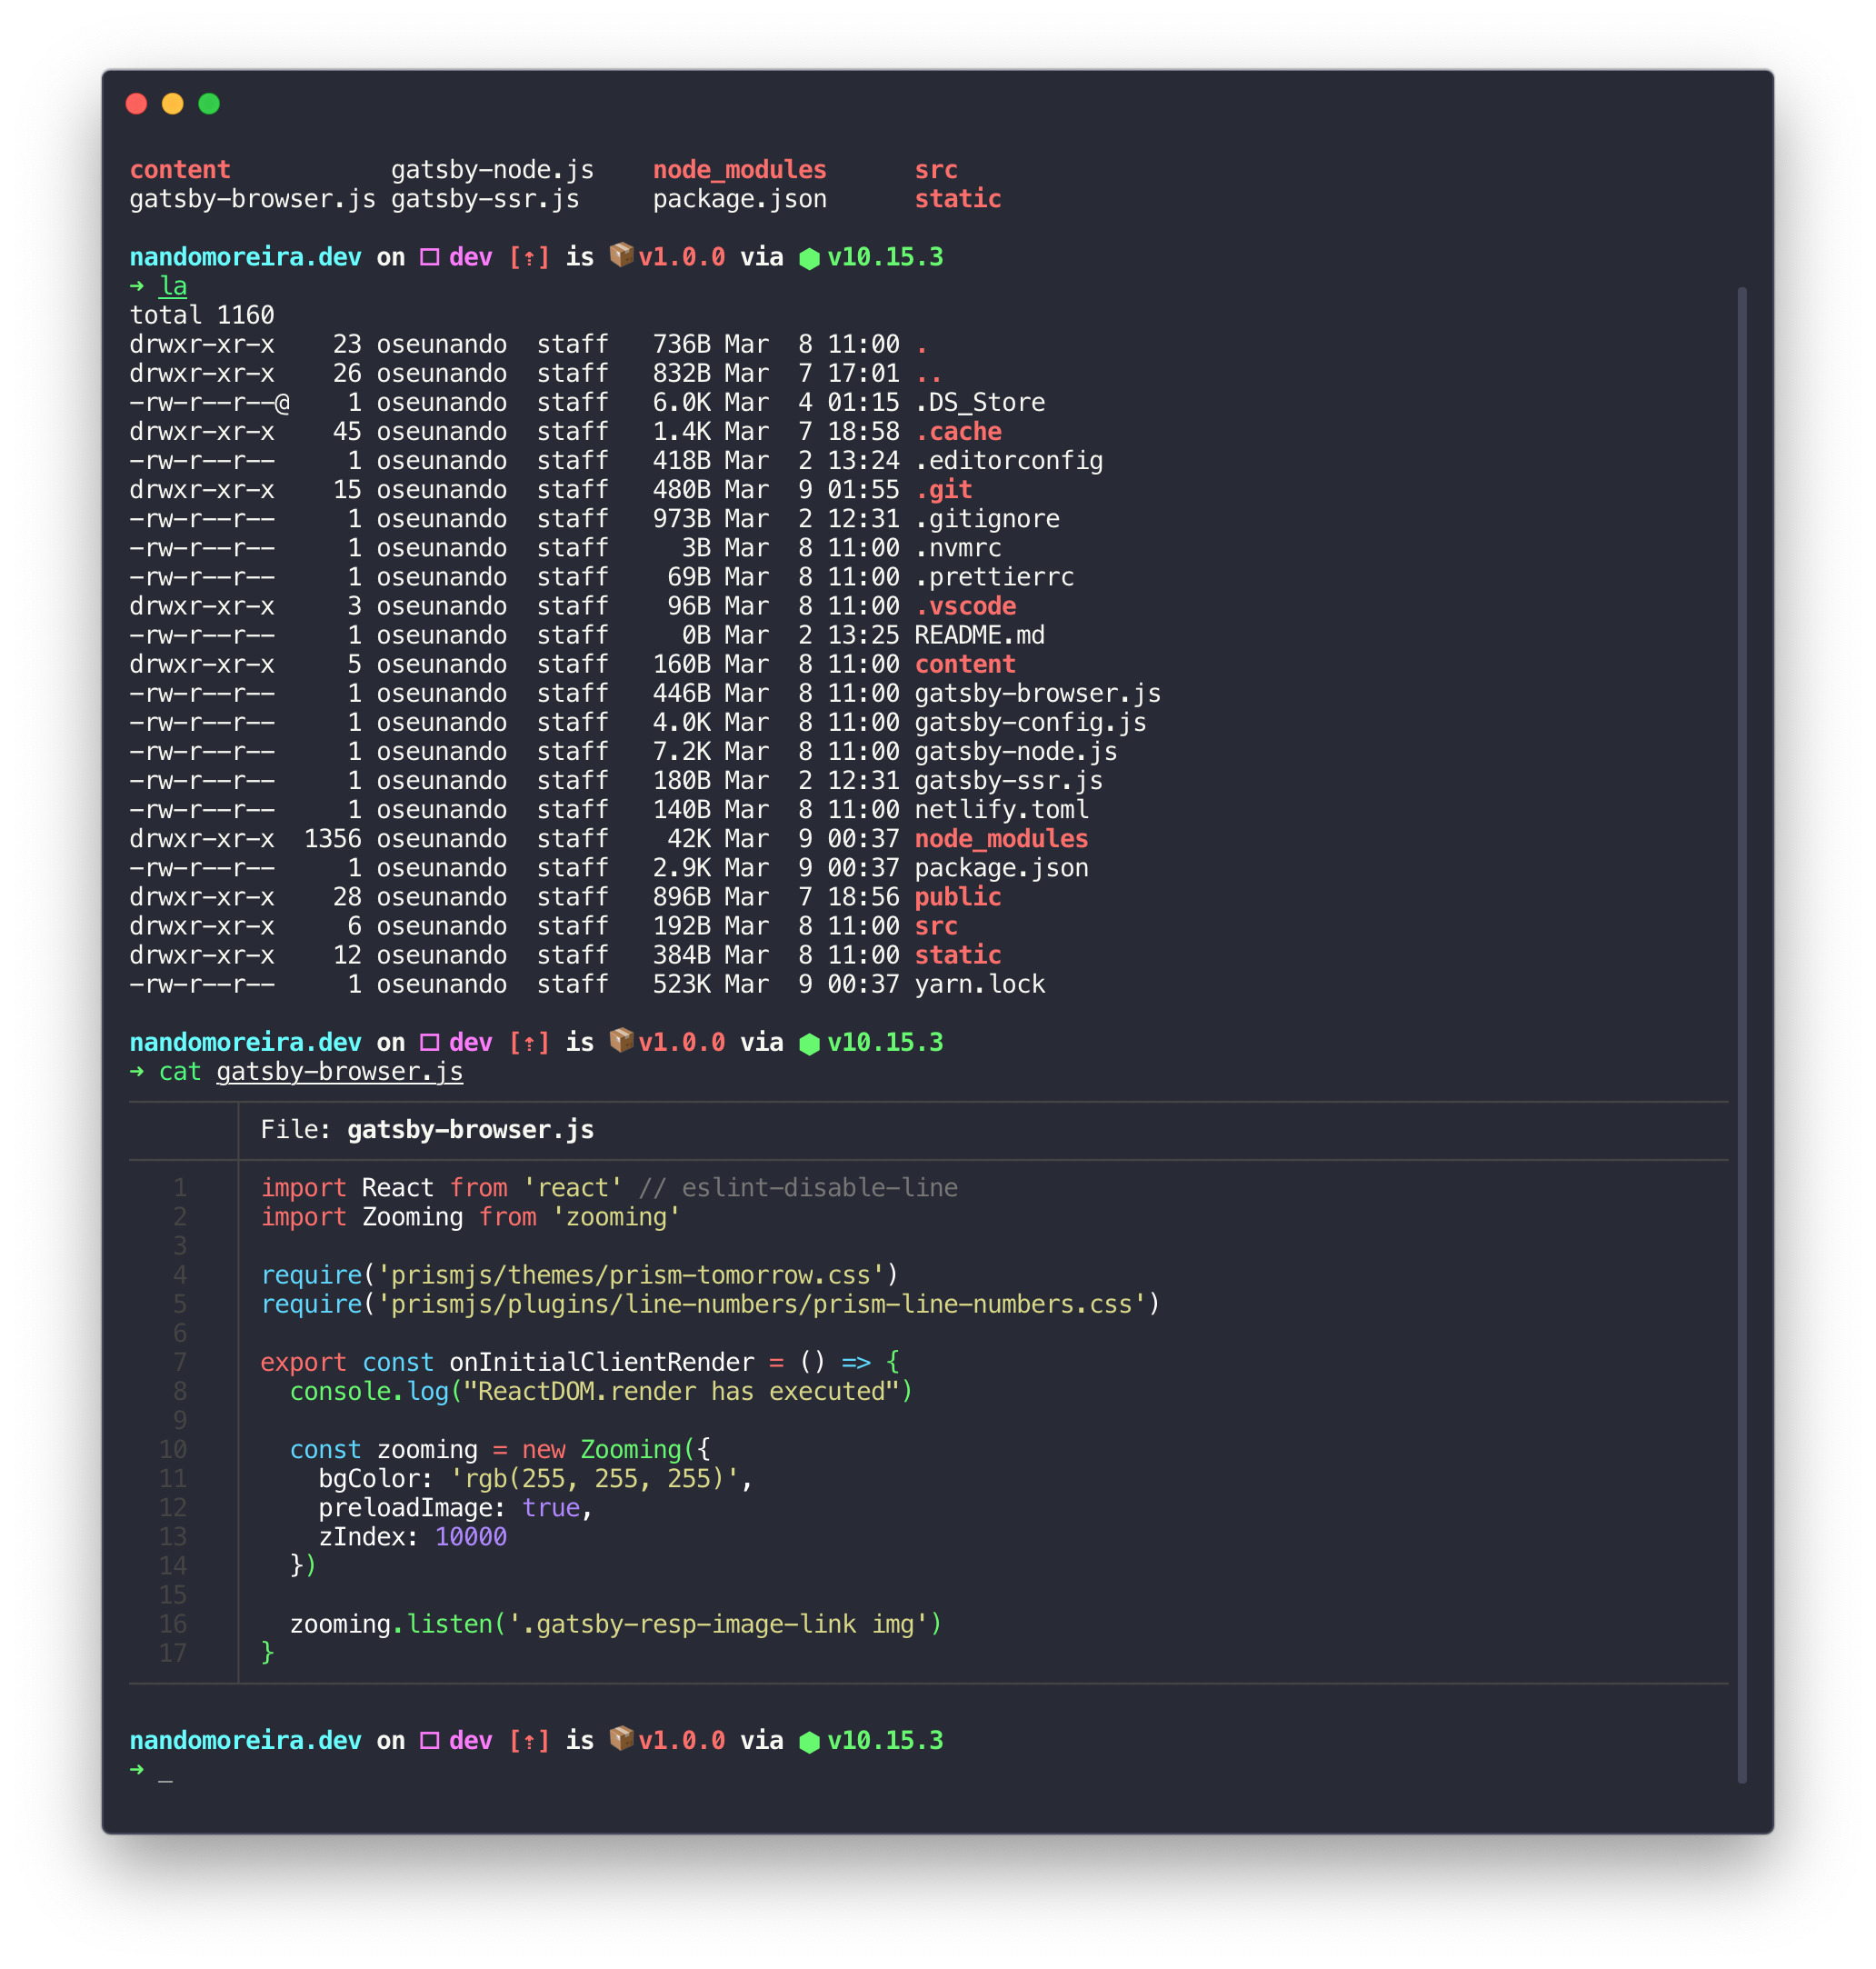 content           gatsby-node.js    node_modules      src
gatsby-browser.js gatsby-ssr.js     package.json      static

nandomoreira.dev on □ dev [⇡] is 📦v1.0.0 via ⬢ v10.15.3
➜ la
total 1160
drwxr-xr-x    23 oseunando  staff   736B Mar  8 11:00 .
drwxr-xr-x    26 oseunando  staff   832B Mar  7 17:01 ..
-rw-r--r--@    1 oseunando  staff   6.0K Mar  4 01:15 .DS_Store
drwxr-xr-x    45 oseunando  staff   1.4K Mar  7 18:58 .cache
-rw-r--r--     1 oseunando  staff   418B Mar  2 13:24 .editorconfig
drwxr-xr-x    15 oseunando  staff   480B Mar  9 01:55 .git
-rw-r--r--     1 oseunando  staff   973B Mar  2 12:31 .gitignore
-rw-r--r--     1 oseunando  staff     3B Mar  8 11:00 .nvmrc
-rw-r--r--     1 oseunando  staff    69B Mar  8 11:00 .prettierrc
drwxr-xr-x     3 oseunando  staff    96B Mar  8 11:00 .vscode
-rw-r--r--     1 oseunando  staff     0B Mar  2 13:25 README.md
drwxr-xr-x     5 oseunando  staff   160B Mar  8 11:00 content
-rw-r--r--     1 oseunando  staff   446B Mar  8 11:00 gatsby-browser.js
-rw-r--r--     1 oseunando  staff   4.0K Mar  8 11:00 gatsby-config.js
-rw-r--r--     1 oseunando  staff   7.2K Mar  8 11:00 gatsby-node.js
-rw-r--r--     1 oseunando  staff   180B Mar  2 12:31 gatsby-ssr.js
-rw-r--r--     1 oseunando  staff   140B Mar  8 11:00 netlify.toml
drwxr-xr-x  1356 oseunando  staff    42K Mar  9 00:37 node_modules
-rw-r--r--     1 oseunando  staff   2.9K Mar  9 00:37 package.json
drwxr-xr-x    28 oseunando  staff   896B Mar  7 18:56 public
drwxr-xr-x     6 oseunando  staff   192B Mar  8 11:00 src
drwxr-xr-x    12 oseunando  staff   384B Mar  8 11:00 static
-rw-r--r--     1 oseunando  staff   523K Mar  9 00:37 yarn.lock

nandomoreira.dev on □ dev [⇡] is 📦v1.0.0 via ⬢ v10.15.3
➜ cat gatsby-browser.js
File: gatsby-browser.js
1 import React from 'react' // eslint-disable-line
2 import Zooming from 'zooming'
3
4 require('prismjs/themes/prism-tomorrow.css')
5 require('prismjs/plugins/line-numbers/prism-line-numbers.css')
6
7 export const onInitialClientRender = () => {
8   console.log("ReactDOM.render has executed")
9
10   const zooming = new Zooming({
11     bgColor: 'rgb(255, 255, 255)',
12     preloadImage: true,
13     zIndex: 10000
14   })
15
16   zooming.listen('.gatsby-resp-image-link img')
17 }

nandomoreira.dev on □ dev [⇡] is 📦v1.0.0 via ⬢ v10.15.3
➜ _